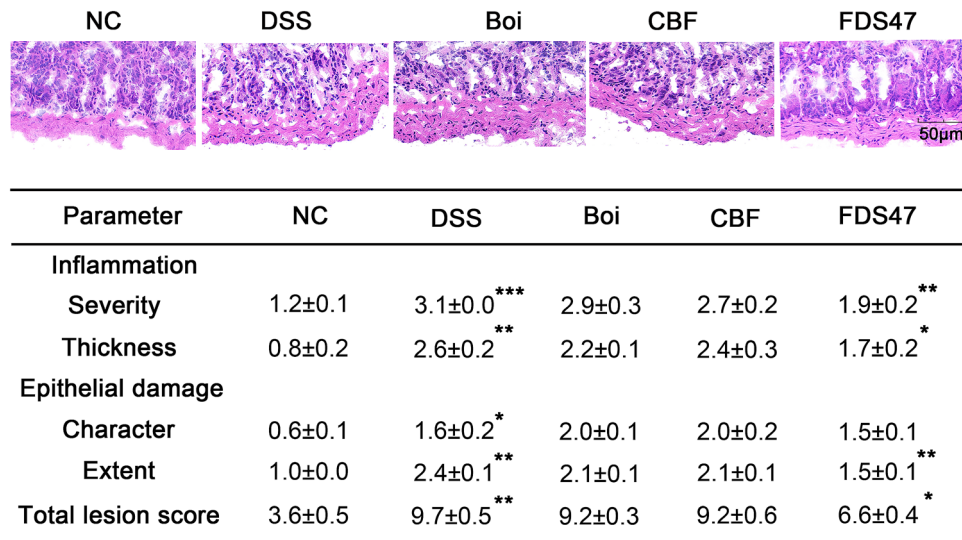 NC DSS Boi CBF FDS47
50μm
Parameter NC DSS Boi CBF FDS47
Inflammation
Severity 1.2±0.1 3.1±0.0*** 2.9±0.3 2.7±0.2 1.9±0.2**
Thickness 0.8±0.2 2.6±0.2** 2.2±0.1 2.4±0.3 1.7±0.2*
Epithelial damage
Character 0.6±0.1 1.6±0.2* 2.0±0.1 2.0±0.2 1.5±0.1
Extent 1.0±0.0 2.4±0.1** 2.1±0.1 2.1±0.1 1.5±0.1**
Total lesion score 3.6±0.5 9.7±0.5** 9.2±0.3 9.2±0.6 6.6±0.4*